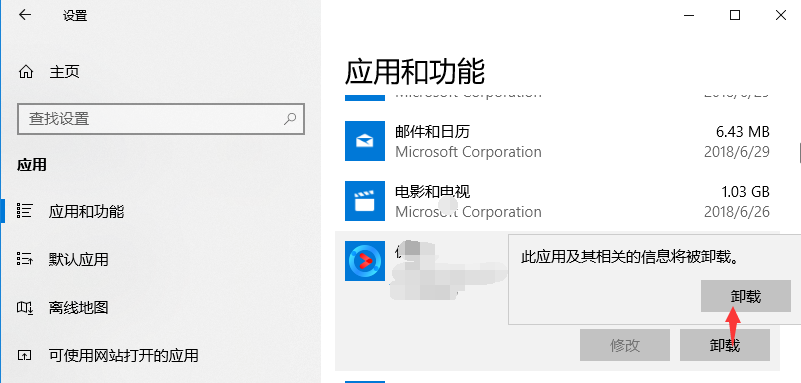 设置
主页
查找设置
应用
应用和功能
默认应用
离线地图
可使用网站打开的应用
应用和功能
Microsoft Corporation 2018/6/29
邮件和日历 6.43 MB
Microsoft Corporation 2018/6/29
电影和电视 1.03 GB
Microsoft Corporation 2018/6/26
此应用及其相关的信息将被卸载。
卸载
修改 卸载